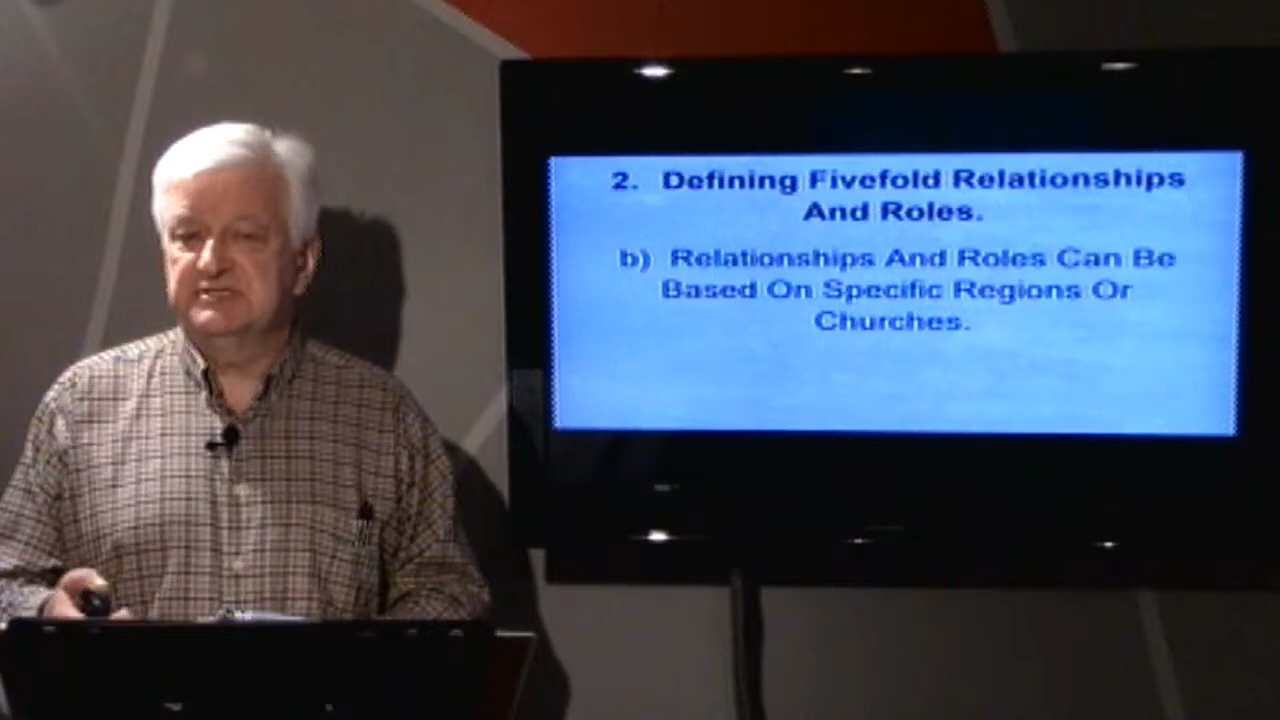 2. Defining Fivefold Relationships
And Roles.
b) Relationships And Roles Can Be
Based On Specific Regions Or
Churches.